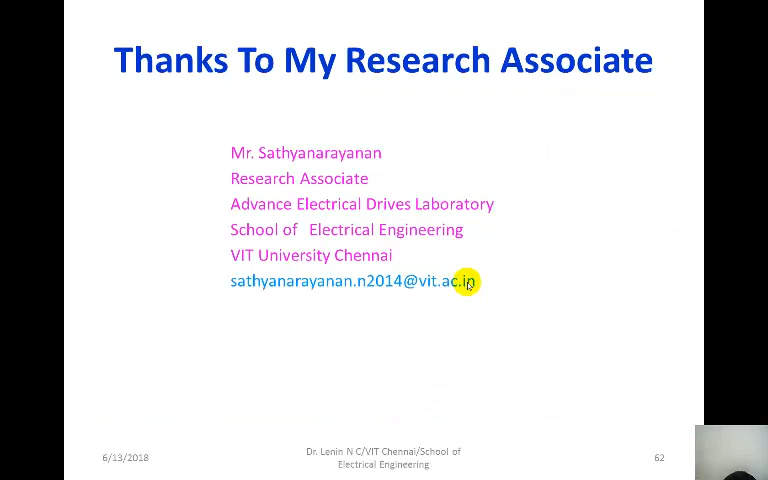 Thanks To My Research Associate
Mr. Sathyanarayanan
Research Associate
Advance Electrical Drives Laboratory
School of Electrical Engineering
VIT University Chennai
sathyanarayanan.n2014@vit.ac.in
6/13/2018
Dr. Lenin N C/VIT Chennai/School of
Electrical Engineering
62